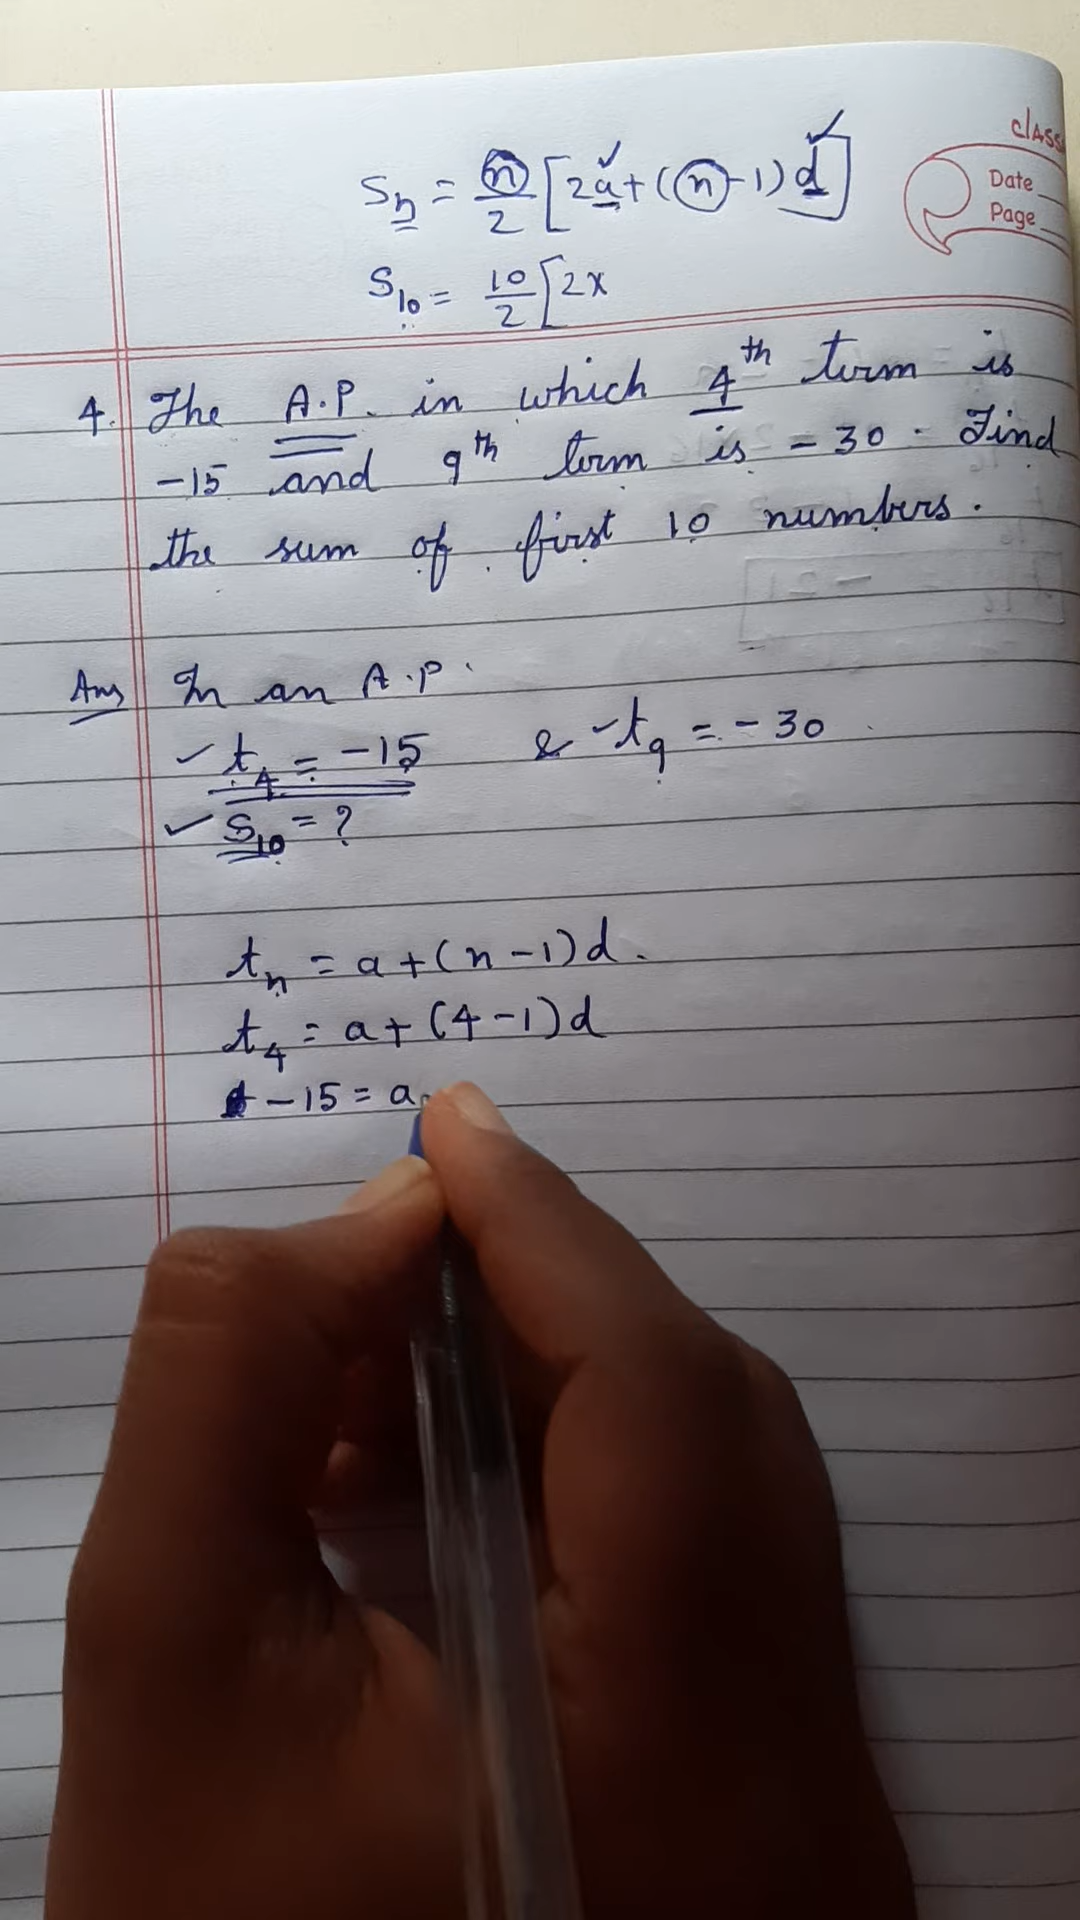 Sn = n/2 [2a + (n-1) d]
S10 = 10/2 [2x
class
Date
Page
4. The A.P. in which 4th term is
-15 and 9th term is -30. Find
the sum of first 10 numbers.
Ans In an A.P.
✓ t4 = -15 & t9 = -30
✓ S10 = ?
tn = a + (n-1)d.
t4 = a + (4-1)d
-15 = a